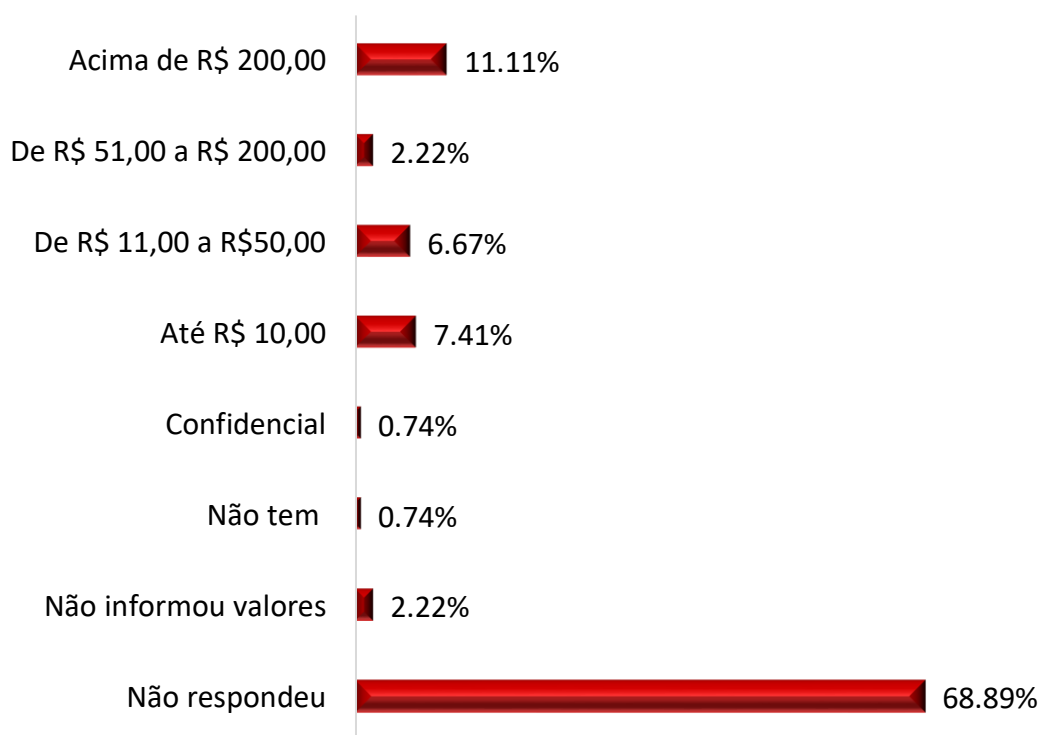 Acima de R$ 200,00 11.11%
De R$ 51,00 a R$ 200,00 2.22%
De R$ 11,00 a R$50,00 6.67%
Até R$ 10,00 7.41%
Confidencial 0.74%
Não tem 0.74%
Não informou valores 2.22%
Não respondeu 68.89%